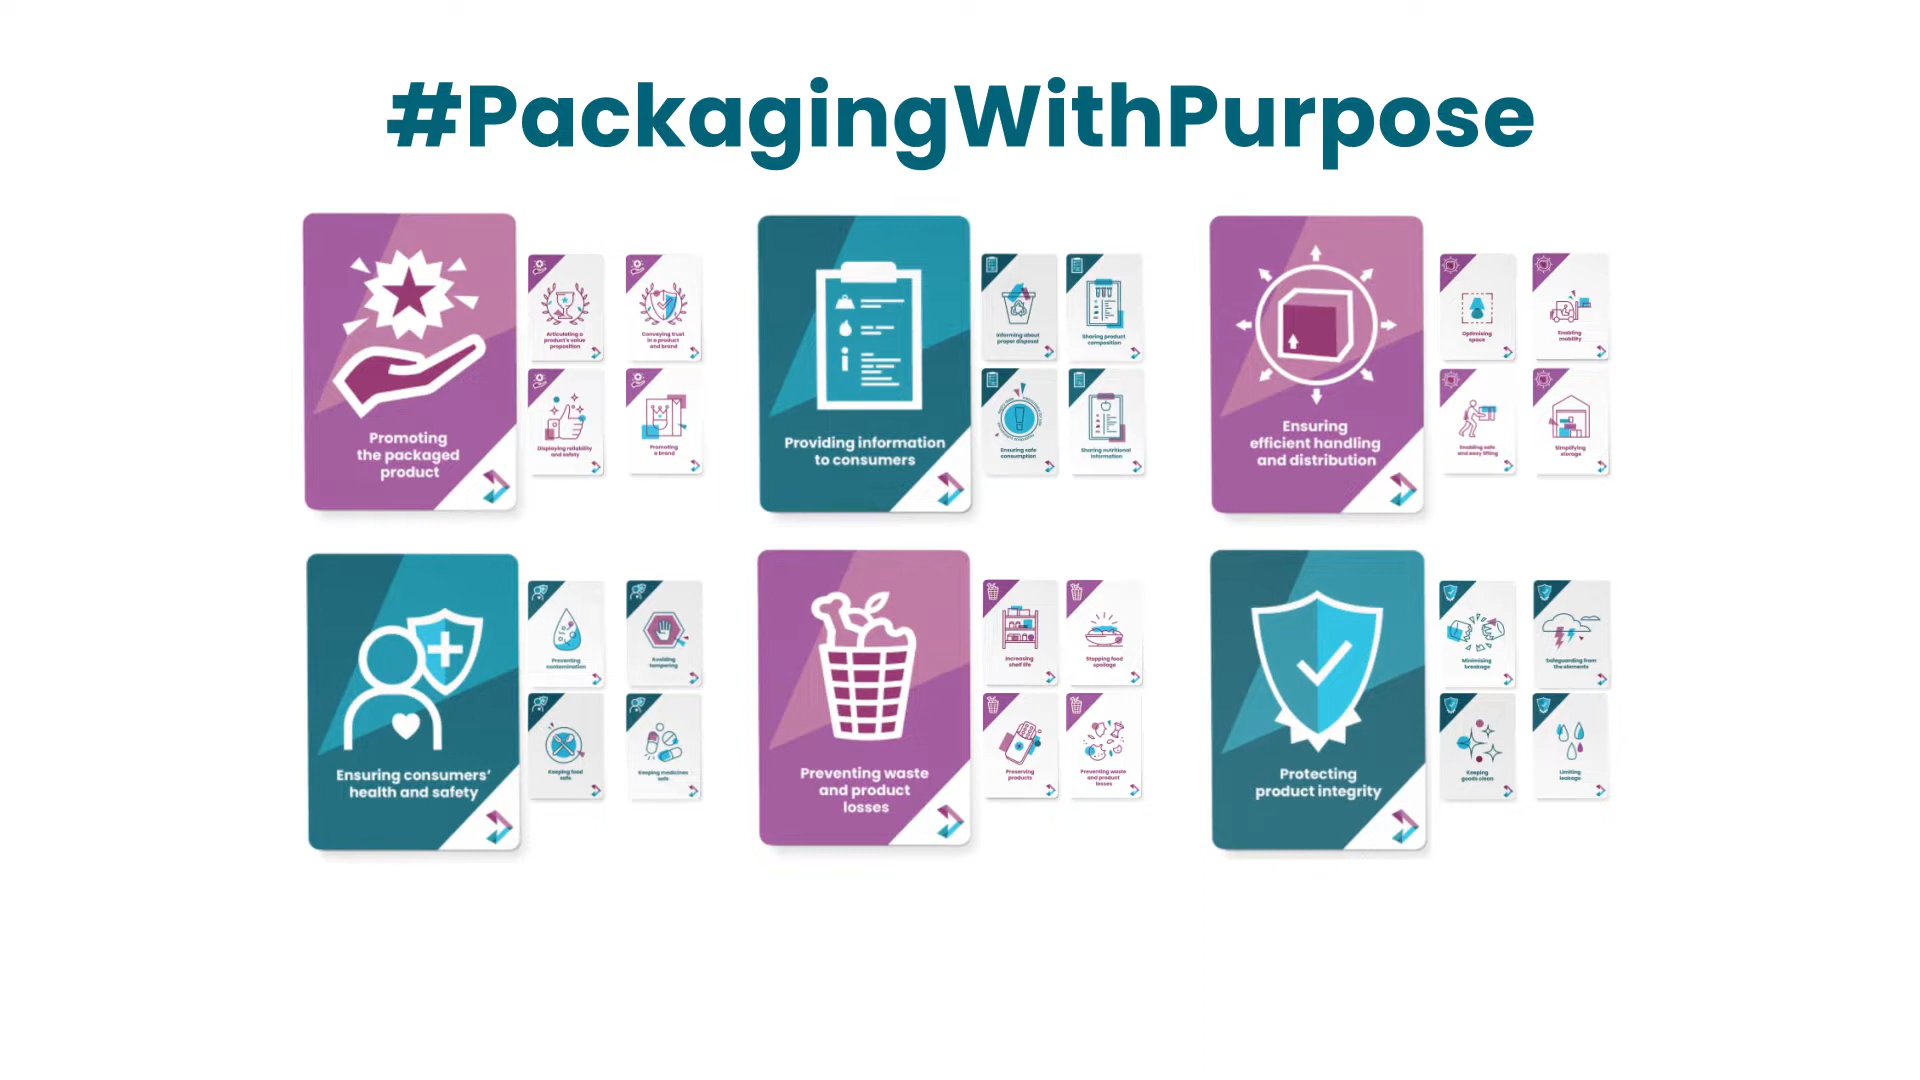 #PackagingWithPurpose
Promoting
the packaged
product
Articulating a
product's value
proposition
Conveying trust
in a product
and brand
Displaying reliability
and safety
Promoting
a brand
Providing information
to consumers
Informing about
proper disposal
Sharing product
composition
Ensuring safe
consumption
Sharing nutritional
information
Ensuring
efficient handling
and distribution
Optimising
space
Enabling
mobility
Enabling safe
and easy lifting
Simplifying
storage
Ensuring consumers’
health and safety
Preventing
contamination
Avoiding
tampering
Keeping food
safe
Keeping medicines
safe
Preventing waste
and product
losses
Increasing
shelf life
Stopping food
spoilage
Preserving
products
Preventing waste
and product
losses
Protecting
product integrity
Minimising
breakage
Safeguarding from
the elements
Keeping
goods clean
Limiting
leakage